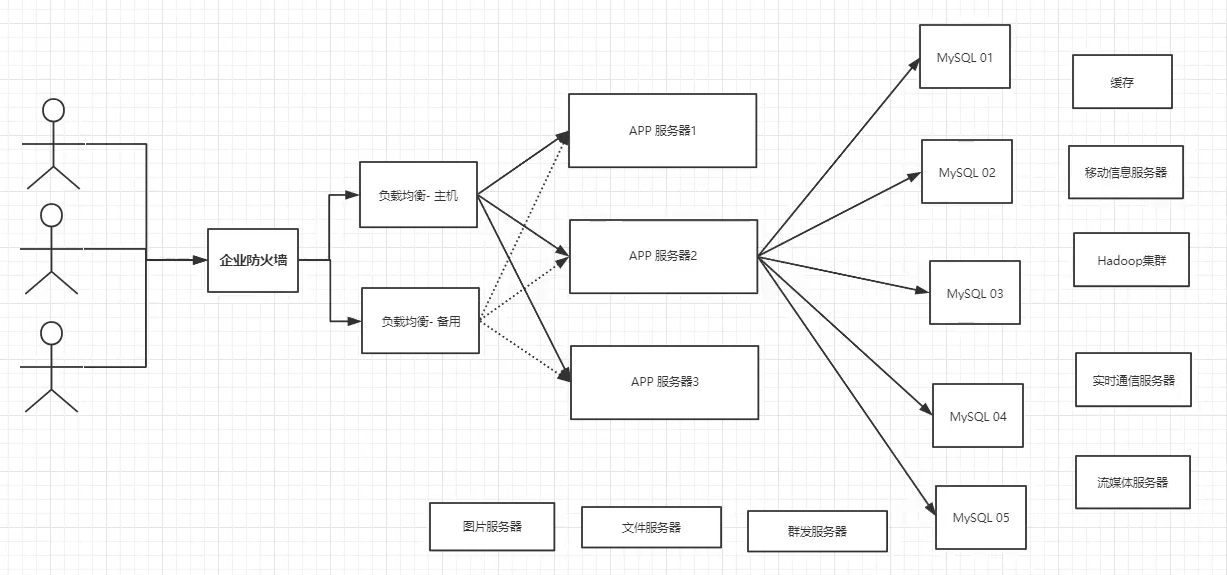 企业防火墙
负载均衡- 主机
负载均衡- 备用
APP 服务器1
APP 服务器2
APP 服务器3
MySQL 01
MySQL 02
MySQL 03
MySQL 04
MySQL 05
缓存
移动信息服务器
Hadoop集群
实时通信服务器
流媒体服务器
图片服务器
文件服务器
群发服务器